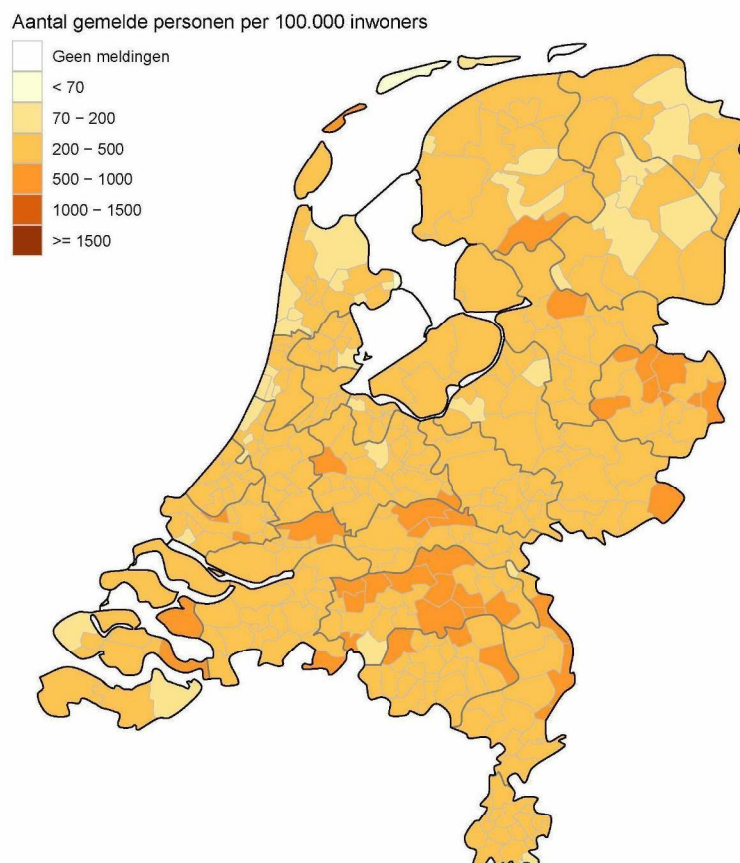 Aantal gemelde personen per 100.000 inwoners
Geen meldingen
< 70
70 − 200
200 − 500
500 − 1000
1000 − 1500
>= 1500